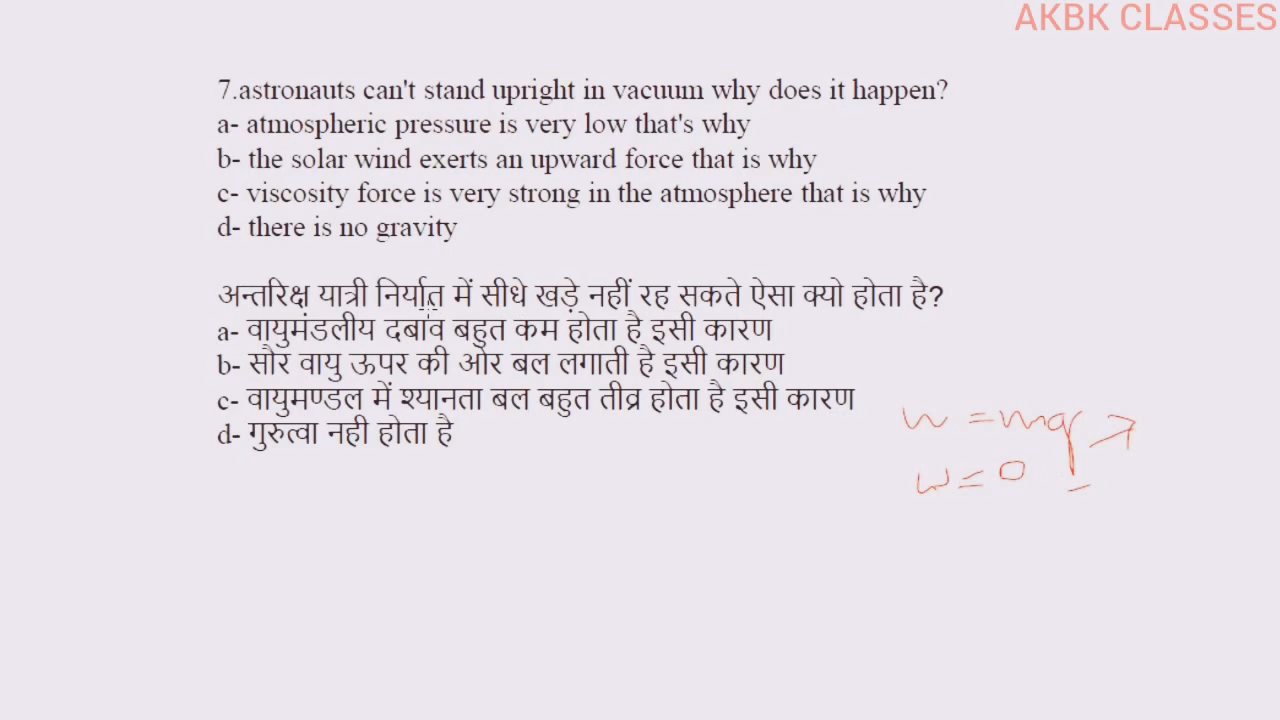 AKBK CLASSES
7.astronauts can't stand upright in vacuum why does it happen?
a- atmospheric pressure is very low that's why
b- the solar wind exerts an upward force that is why
c- viscosity force is very strong in the atmosphere that is why
d- there is no gravity
अन्तरिक्ष यात्री निर्यात में सीधे खड़े नहीं रह सकते ऐसा क्यो होता है?
a- वायुमंडलीय दबाव बहुत कम होता है इसी कारण
b- सौर वायु ऊपर की ओर बल लगाती है इसी कारण
c- वायुमण्डल में श्यानता बल बहुत तीव्र होता है इसी कारण
d- गुरुत्वा नही होता है
w = mg
w = 0